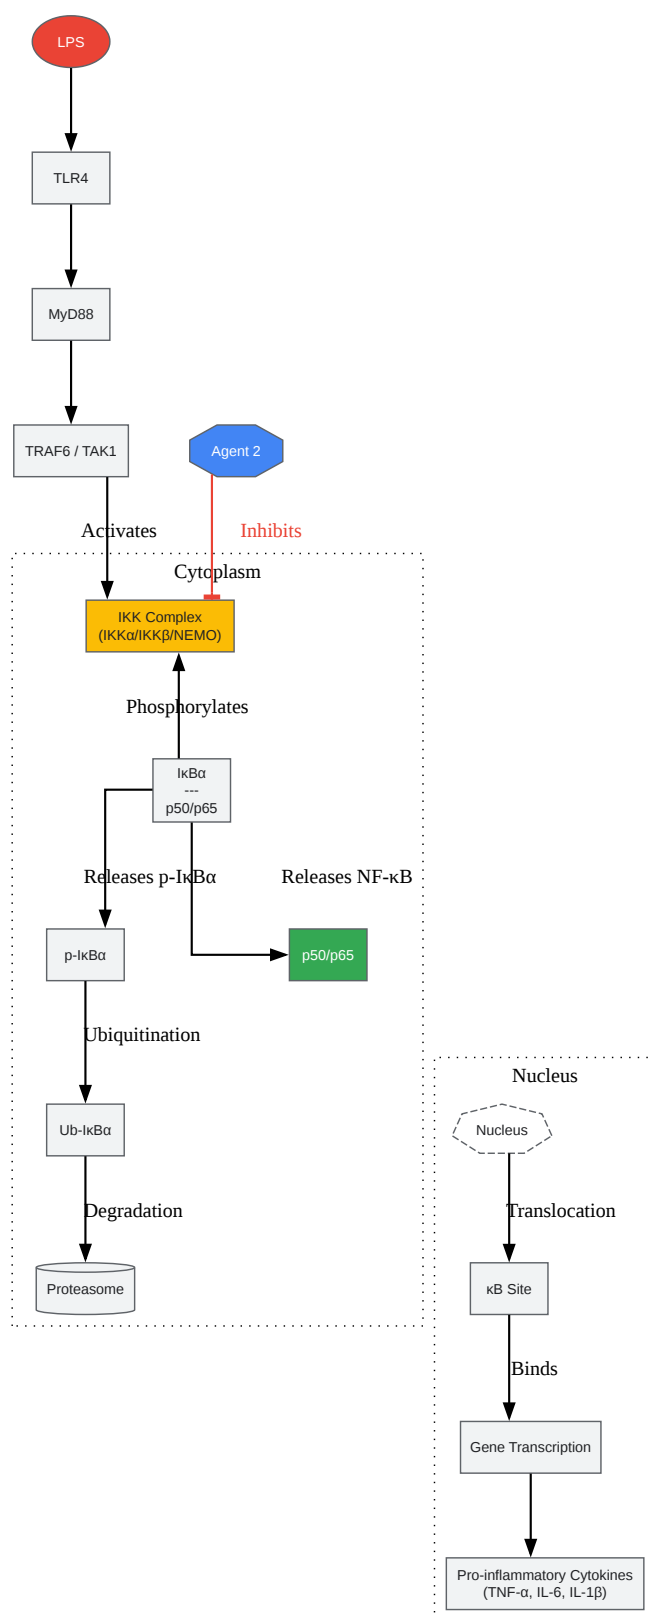 LPS
TLR4
MyD88
TRAF6 / TAK1
Agent 2
Activates
Inhibits
Cytoplasm
IKK Complex
(IKKα/IKKβ/NEMO)
Phosphorylates
IκBα
---
p50/p65
Releases p-IκBα
Releases NF-κB
p-IκBα
p50/p65
Ubiquitination
Nucleus
Ub-IκBα
Nucleus
Degradation
Translocation
Proteasome
κB Site
Binds
Gene Transcription
Pro-inflammatory Cytokines
(TNF-α, IL-6, IL-1β)